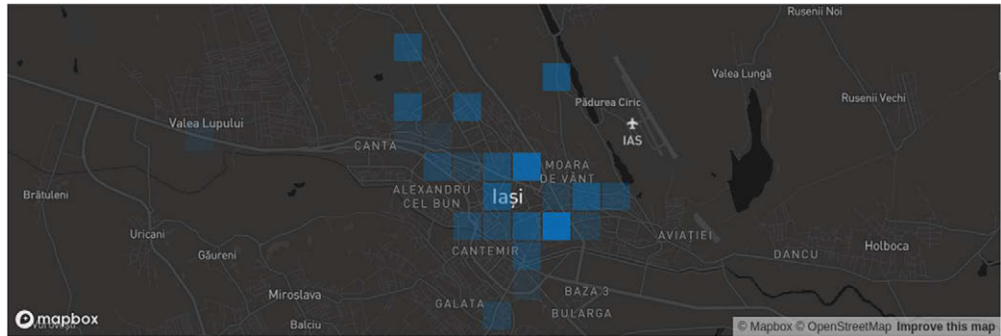 Rusenii Noi
Valea Lungă
Pădurea Ciric
Rusenii Vechi
IAS
Valea Lupului
CANTA
MOARA
DE VÂNT
ALEXANDRU
CEL BUN
Iași
Brătuleni
Uricani
AVIAȚIEI
Găureni
CANTEMIR
DANCU
Holboca
Miroslava
BAZA 3
GALATA
BULARGA
Balciu
mapbox
© Mapbox © OpenStreetMap Improve this map